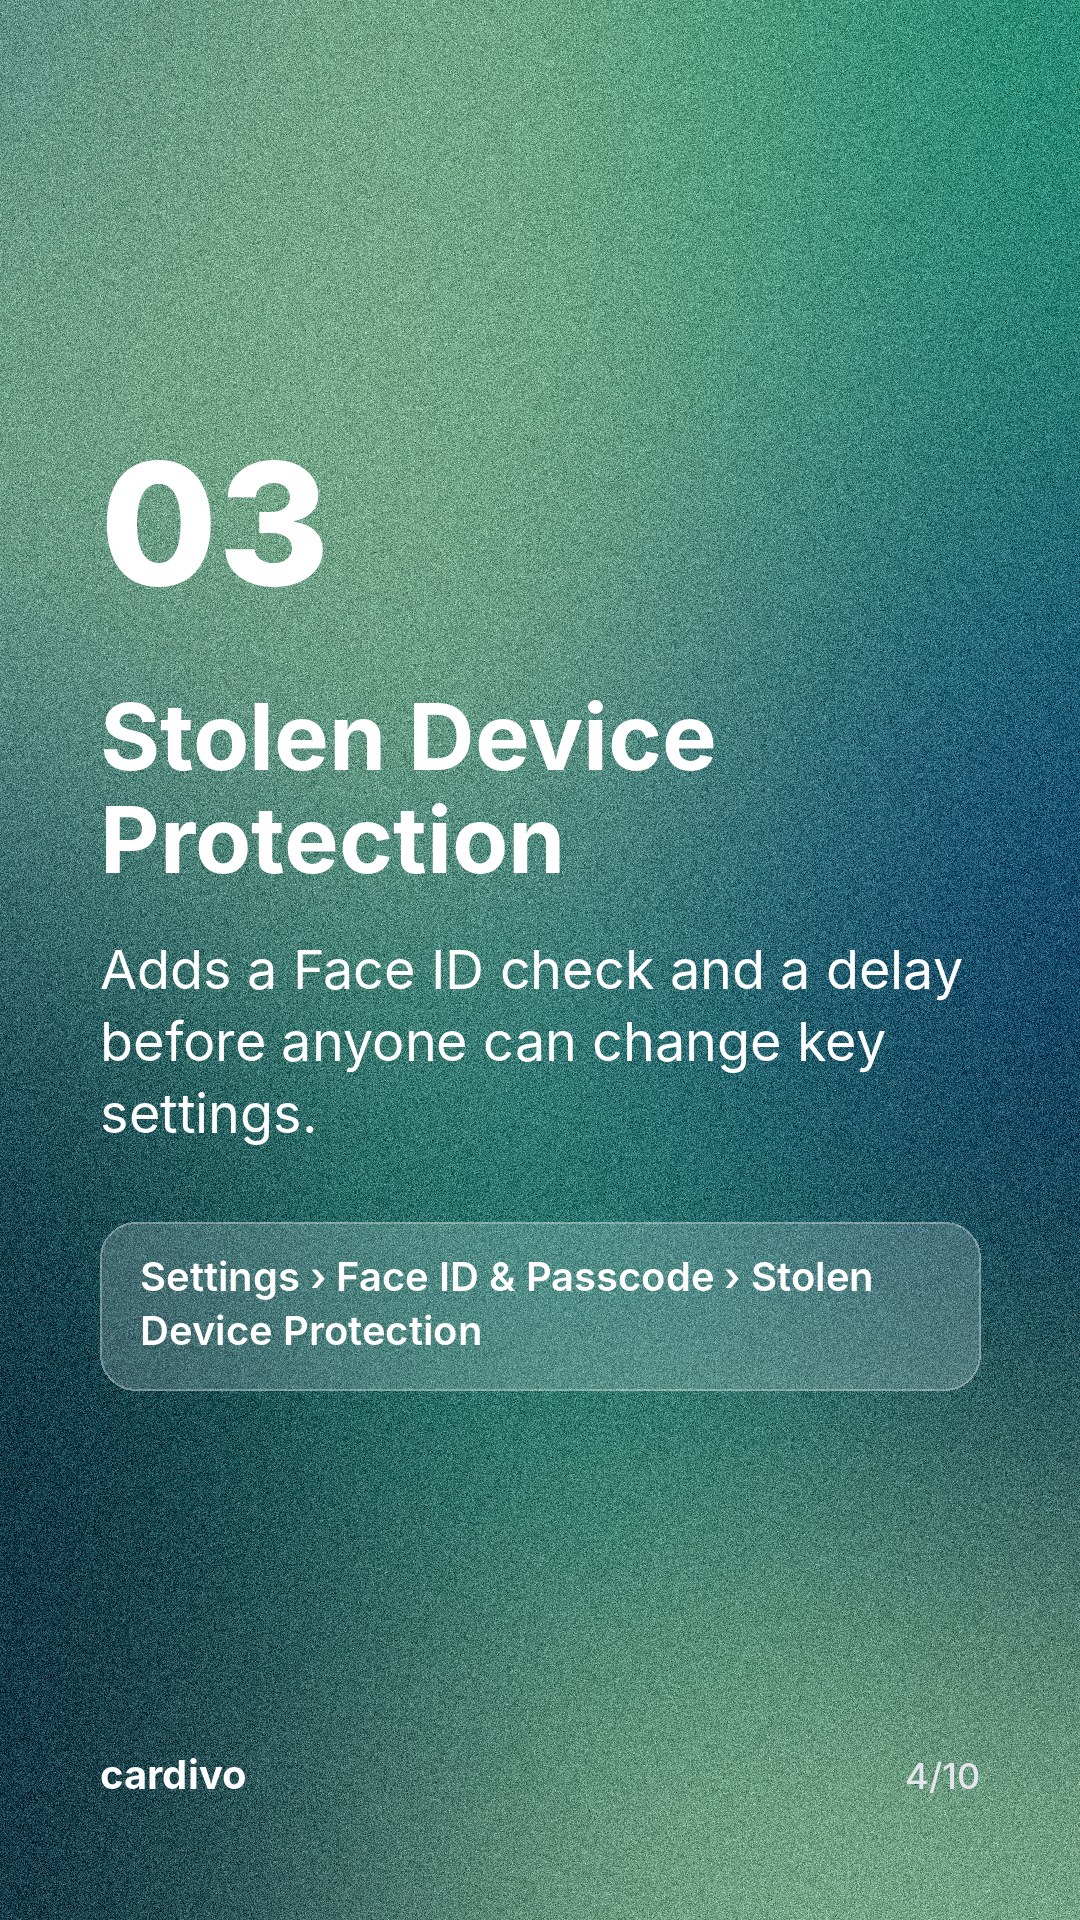 03
Stolen Device
Protection
Adds a Face ID check and a delay
before anyone can change key
settings.
Settings › Face ID & Passcode › Stolen
Device Protection
cardivo
4/10